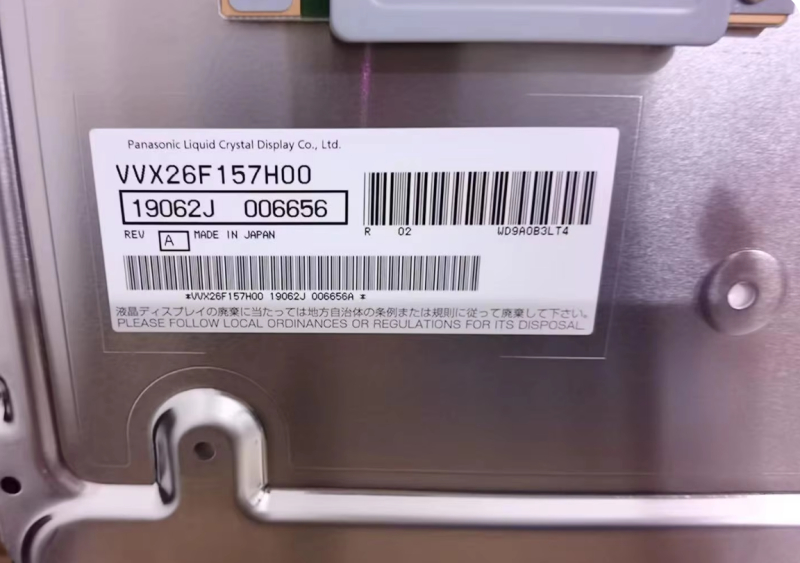 Panasonic Liquid Crystal Display Co., Ltd.
VVX26F157H00
19062J 006656
R 02 WD9A0B3LT4
REV A MADE IN JAPAN
*VVX26F157H00 19062J 006656A *
液晶ディスプレイの廃棄に当たっては地方自治体の条例または規則に従って廃棄して下さい。
PLEASE FOLLOW LOCAL ORDINANCES OR REGULATIONS FOR ITS DISPOSAL.